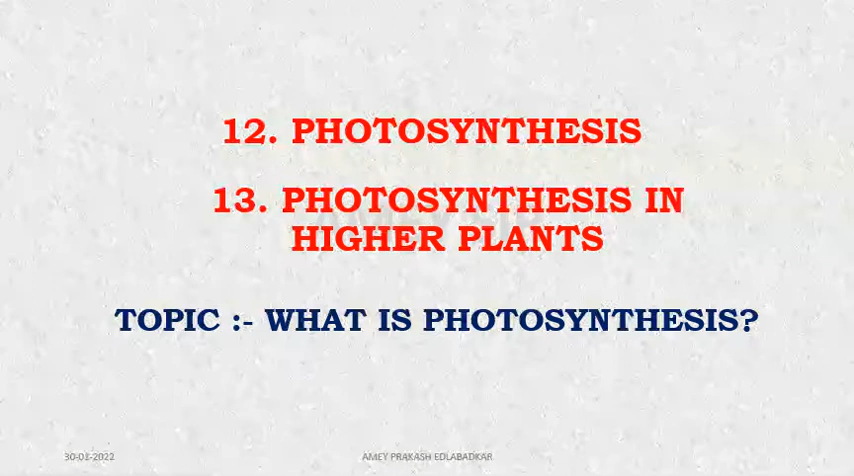 12. PHOTOSYNTHESIS
13. PHOTOSYNTHESIS IN
HIGHER PLANTS
TOPIC :- WHAT IS PHOTOSYNTHESIS?
30-03-2022
AMEY PRAKASH EDLABADKAR